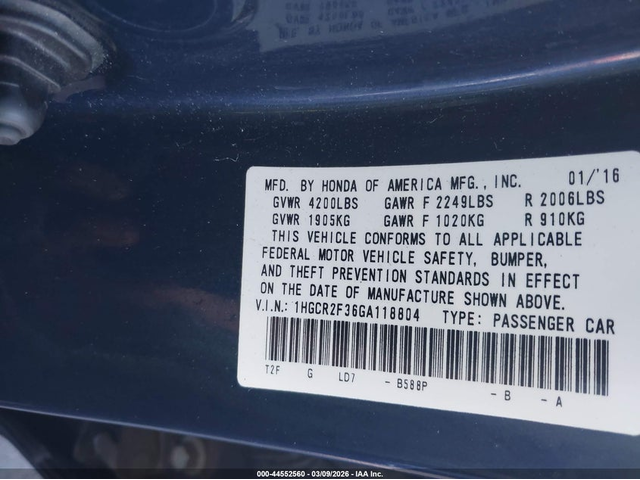 MFD. BY HONDA OF AMERICA MFG., INC. 01/'16
GVWR 4200LBS GAWR F 2249LBS R 2006LBS
GVWR 1905KG GAWR F 1020KG R 910KG
THIS VEHICLE CONFORMS TO ALL APPLICABLE
FEDERAL MOTOR VEHICLE SAFETY, BUMPER,
AND THEFT PREVENTION STANDARDS IN EFFECT
ON THE DATE OF MANUFACTURE SHOWN ABOVE.
V.I.N.: 1HGCR2F36GA118804 TYPE: PASSENGER CAR
T2F G LD7 - B588P - B - A
000-44552560 | 03/09/2026 | IAA Inc.